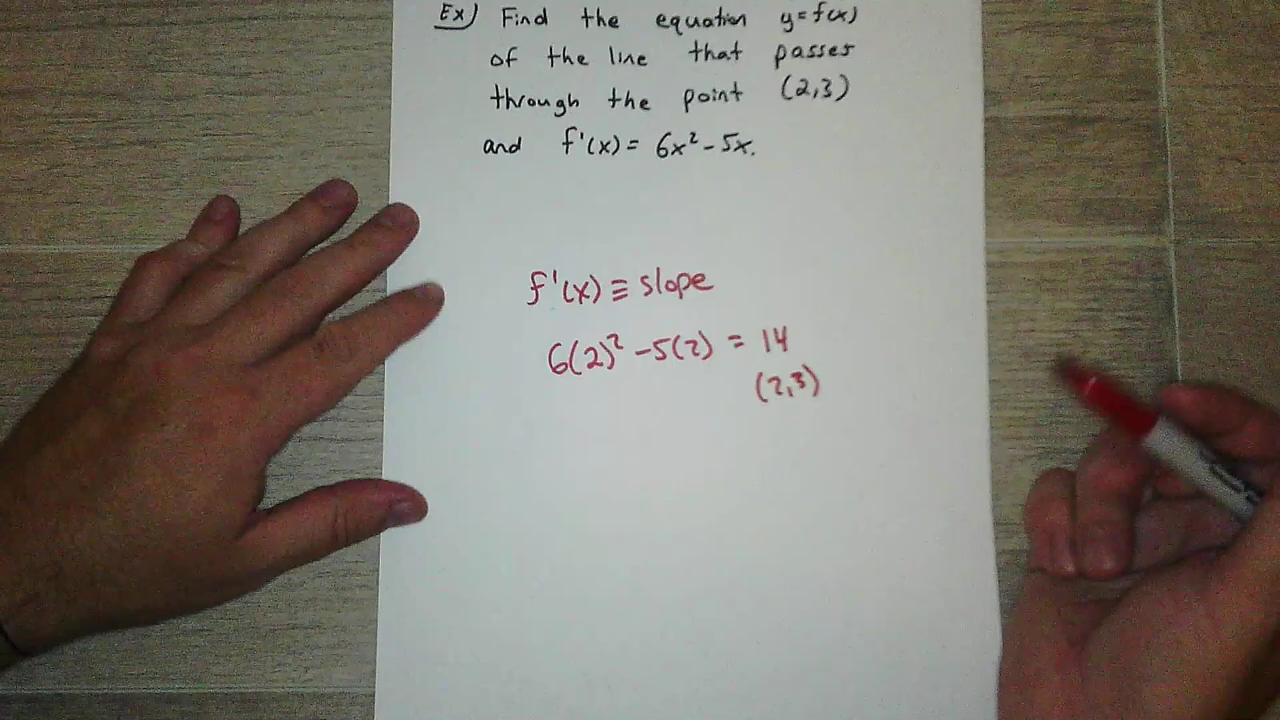 Ex) Find the equation y=f(x)
of the line that passes
through the point (2,3)
and f'(x) = 6x² - 5x.
f'(x) ≡ slope
6(2)² - 5(2) = 14
(2,3)